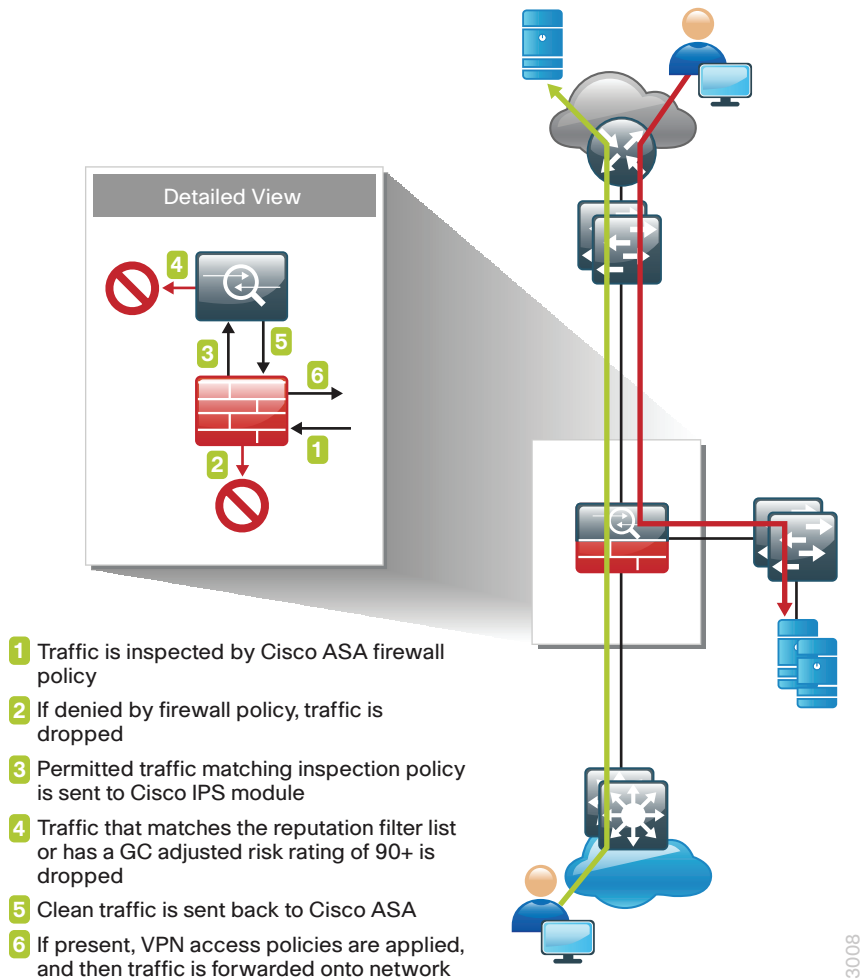 Detailed View
4
5
3
6
1
2
1 Traffic is inspected by Cisco ASA firewall
policy
2 If denied by firewall policy, traffic is
dropped
3 Permitted traffic matching inspection policy
is sent to Cisco IPS module
4 Traffic that matches the reputation filter list
or has a GC adjusted risk rating of 90+ is
dropped
5 Clean traffic is sent back to Cisco ASA
6 If present, VPN access policies are applied,
and then traffic is forwarded onto network
3008